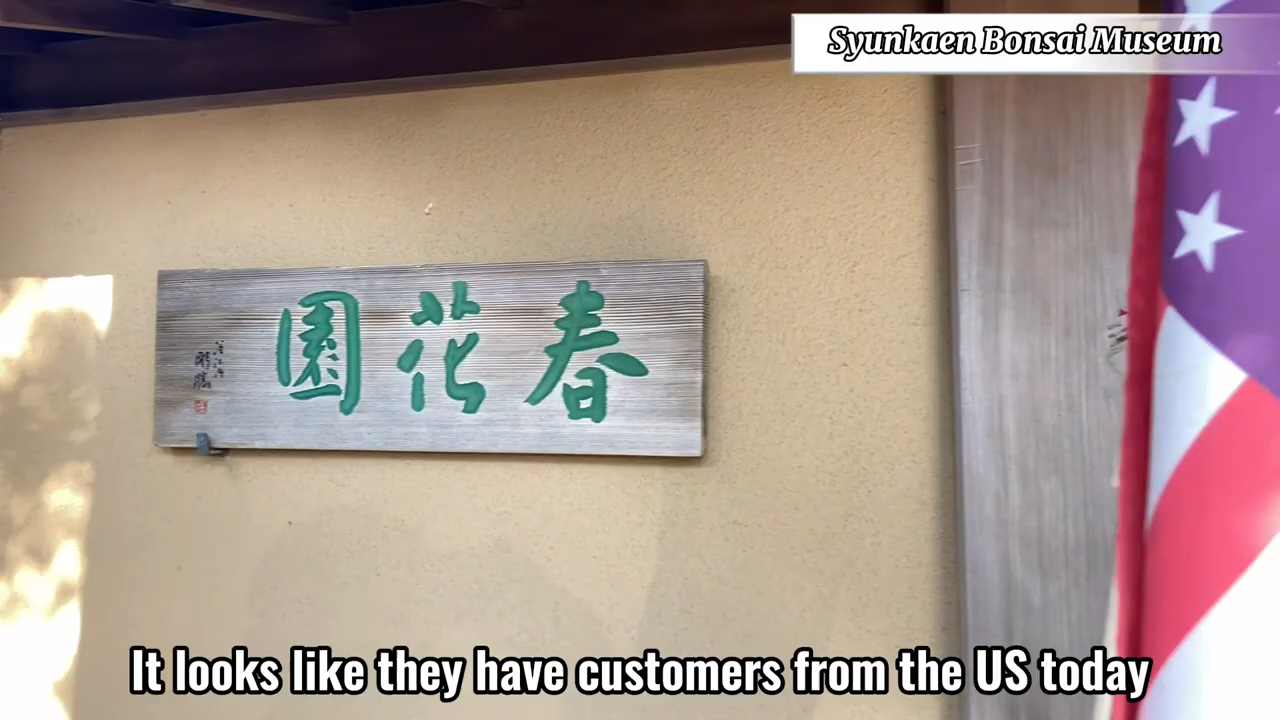 Syunkaen Bonsai Museum
春花園
It looks like they have customers from the US today